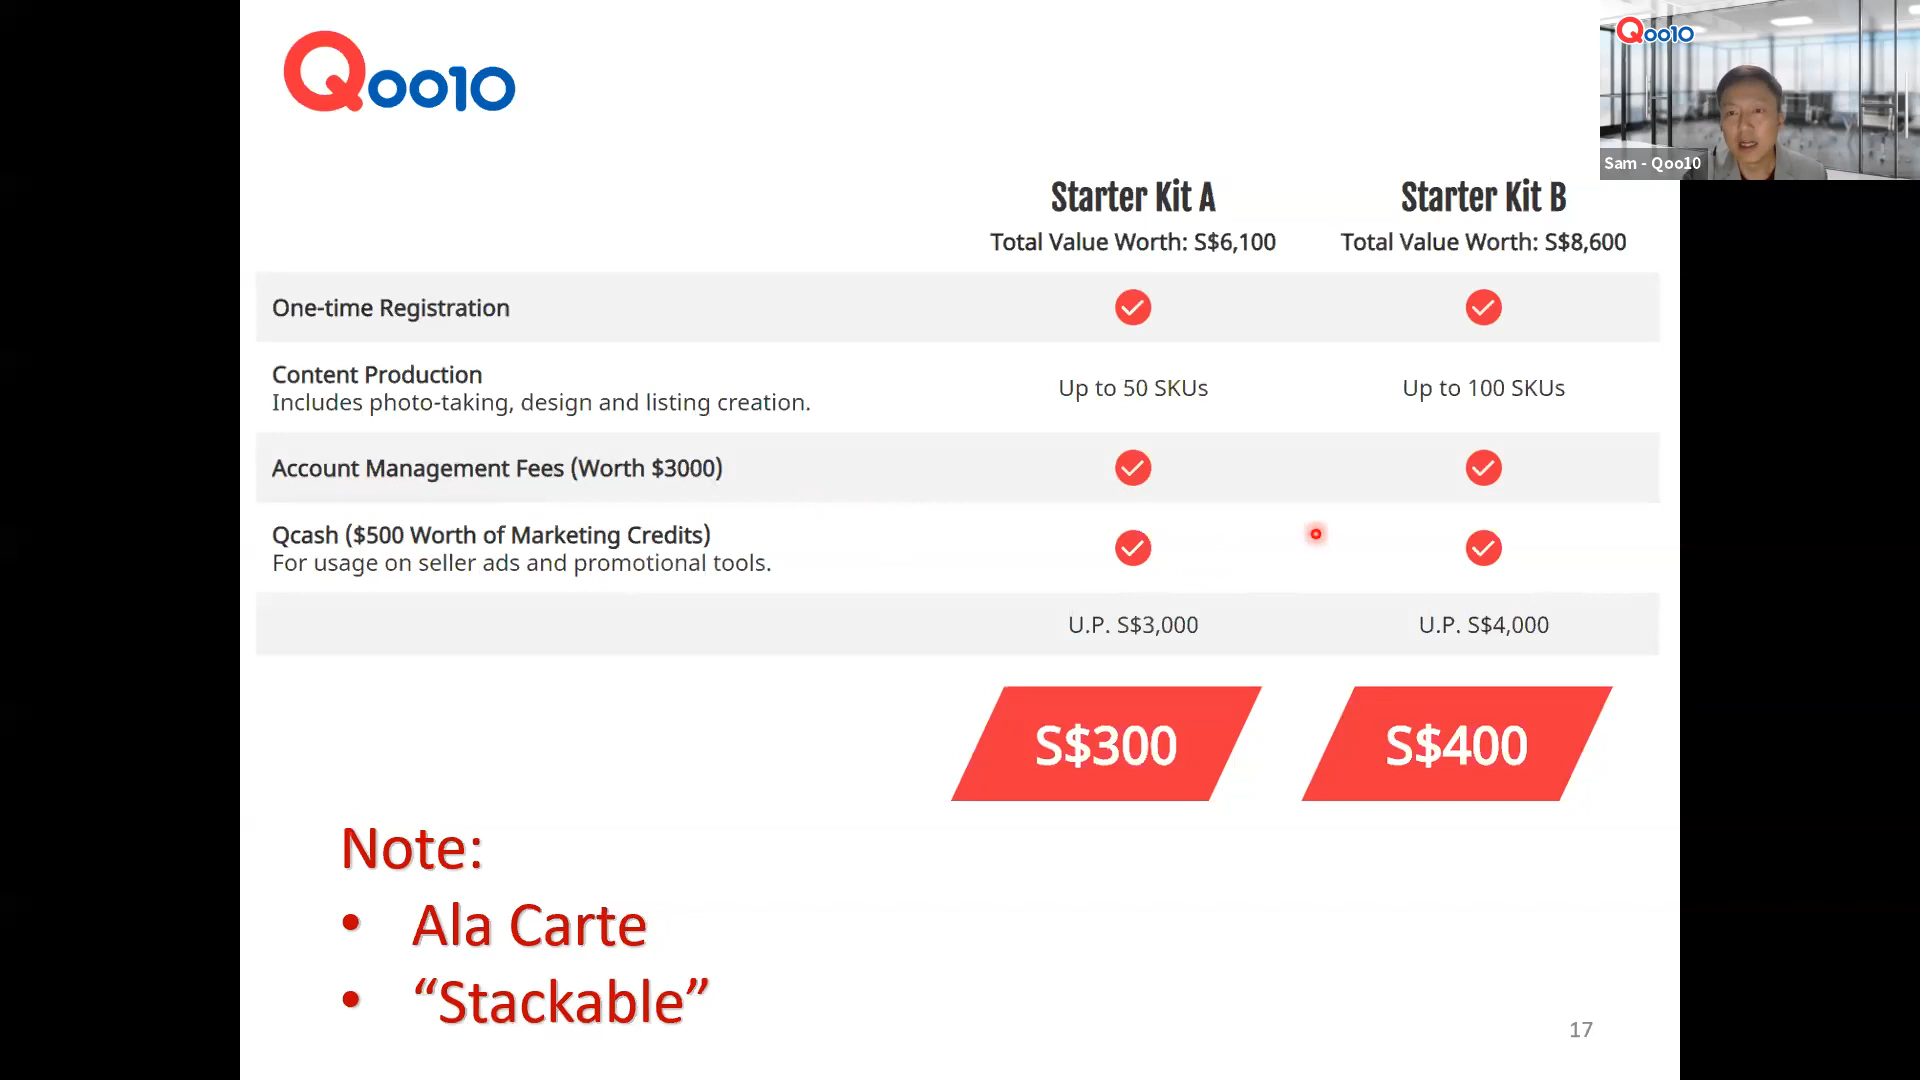 Qoo10
Qoo10
Sam - Qoo10
Starter Kit A
Starter Kit B
Total Value Worth: S$6,100
Total Value Worth: S$8,600
One-time Registration
Content Production
Includes photo-taking, design and listing creation.
Up to 50 SKUs
Up to 100 SKUs
Account Management Fees (Worth $3000)
Qcash ($500 Worth of Marketing Credits)
For usage on seller ads and promotional tools.
U.P. S$3,000
U.P. S$4,000
S$300
S$400
Note:
• Ala Carte
• “Stackable”
17